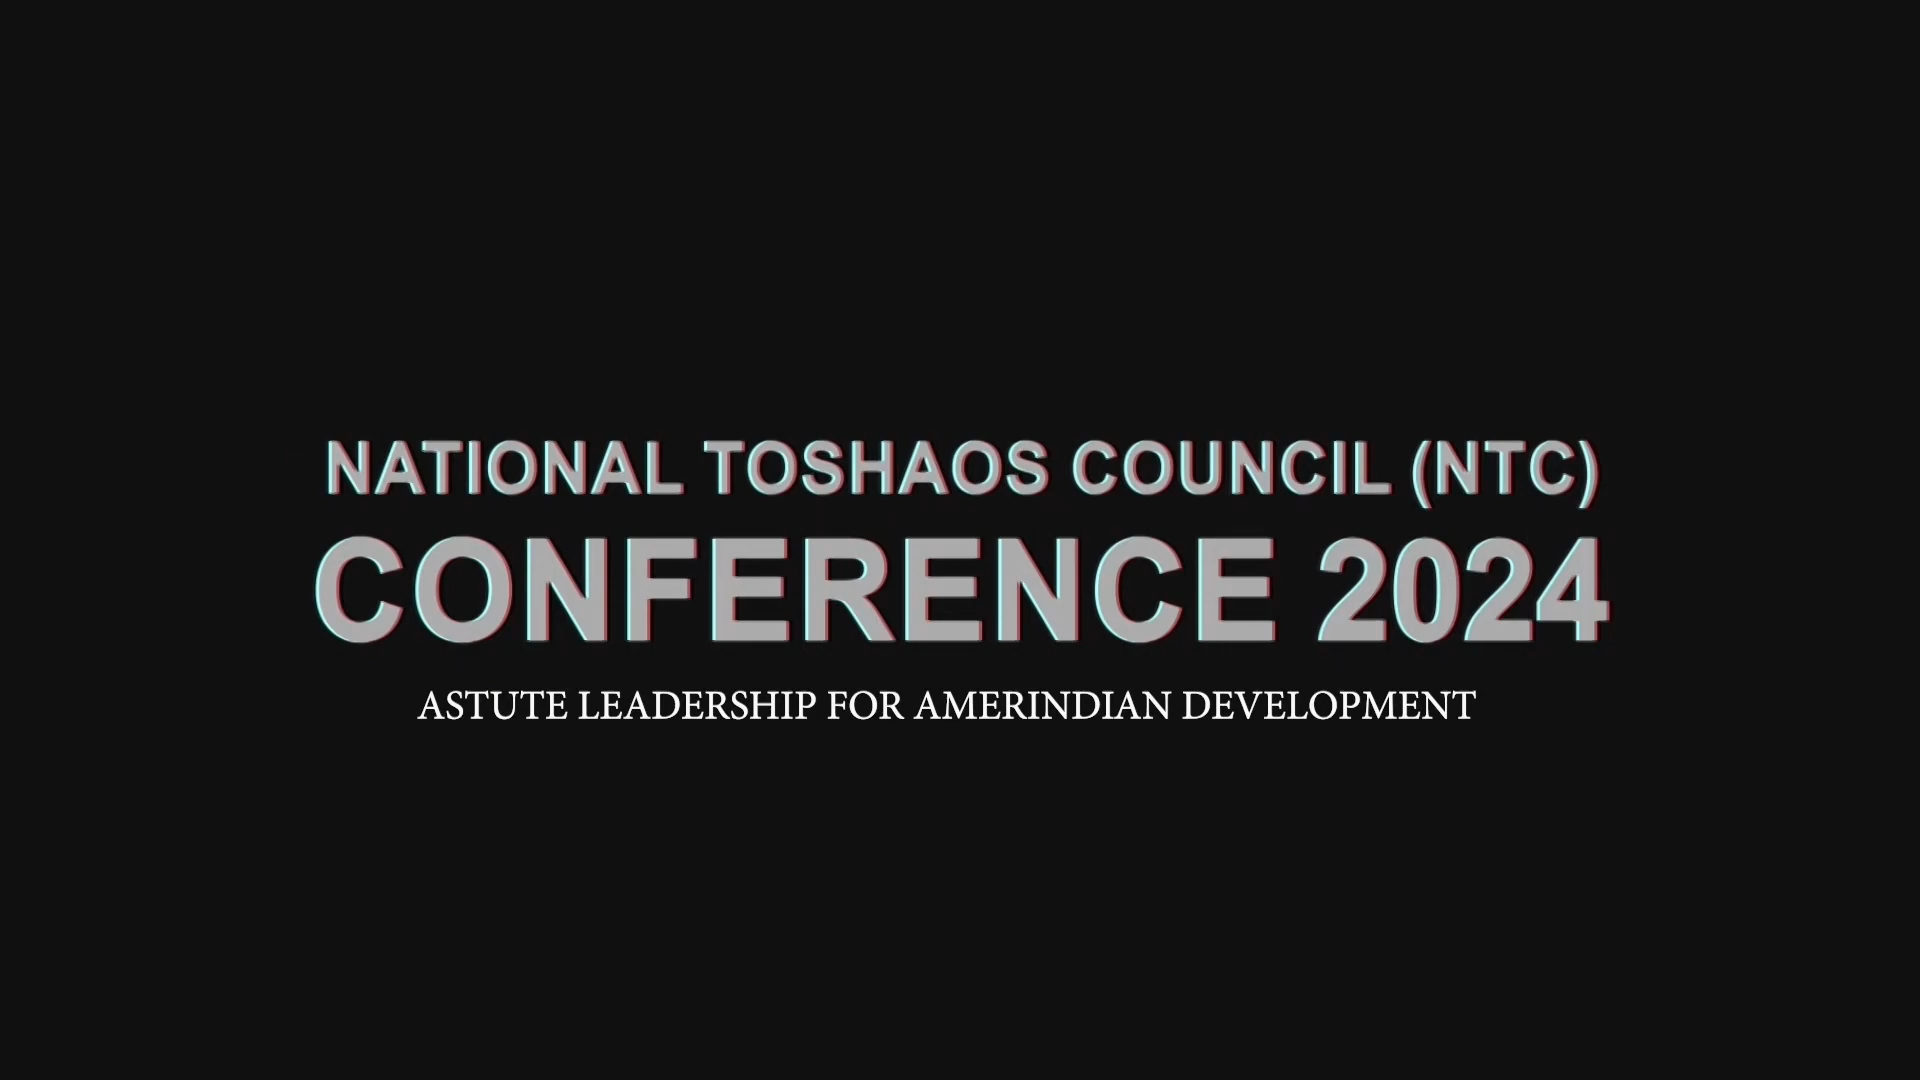 NATIONAL TOSHAOS COUNCIL (NTC)
CONFERENCE 2024
ASTUTE LEADERSHIP FOR AMERINDIAN DEVELOPMENT